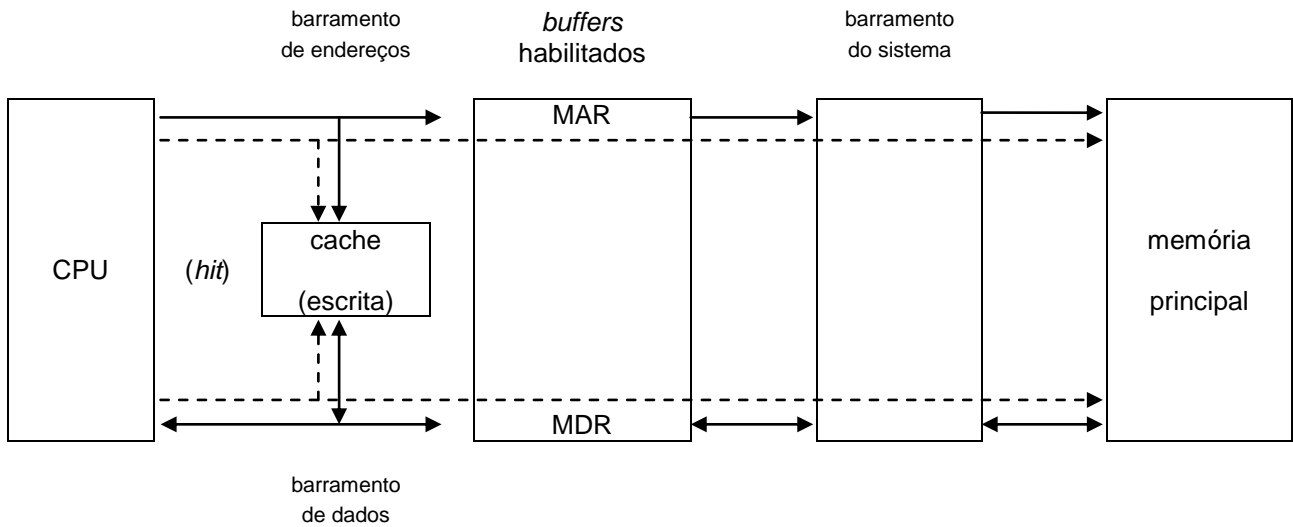 barramento
de endereços
buffers
habilitados
barramento
do sistema
MAR
CPU
(hit)
cache
(escrita)
memória
principal
MDR
barramento
de dados